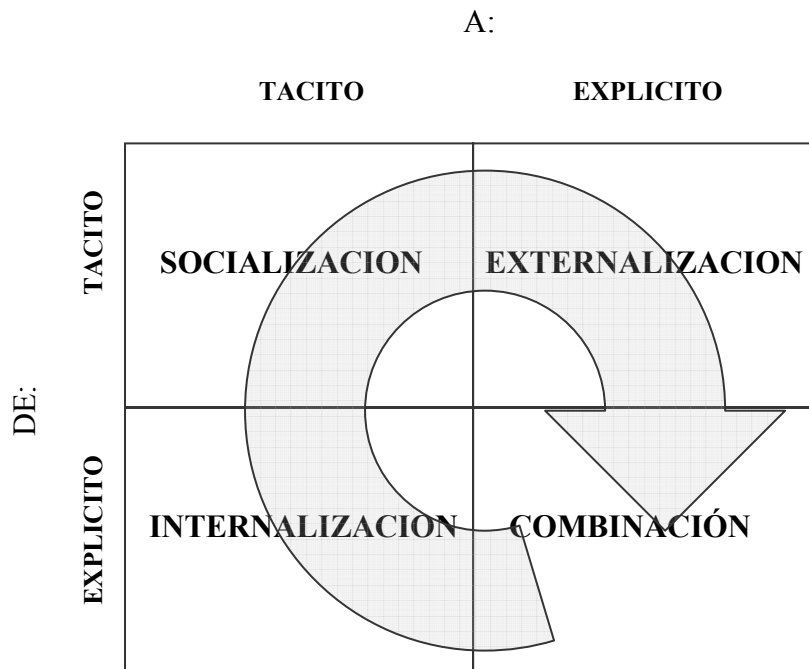 A:
TACITO EXPLICITO
TACITO
SOCIALIZACION EXTERNALIZACION
DE:
EXPLICITO
INTERNALIZACION COMBINACIÓN